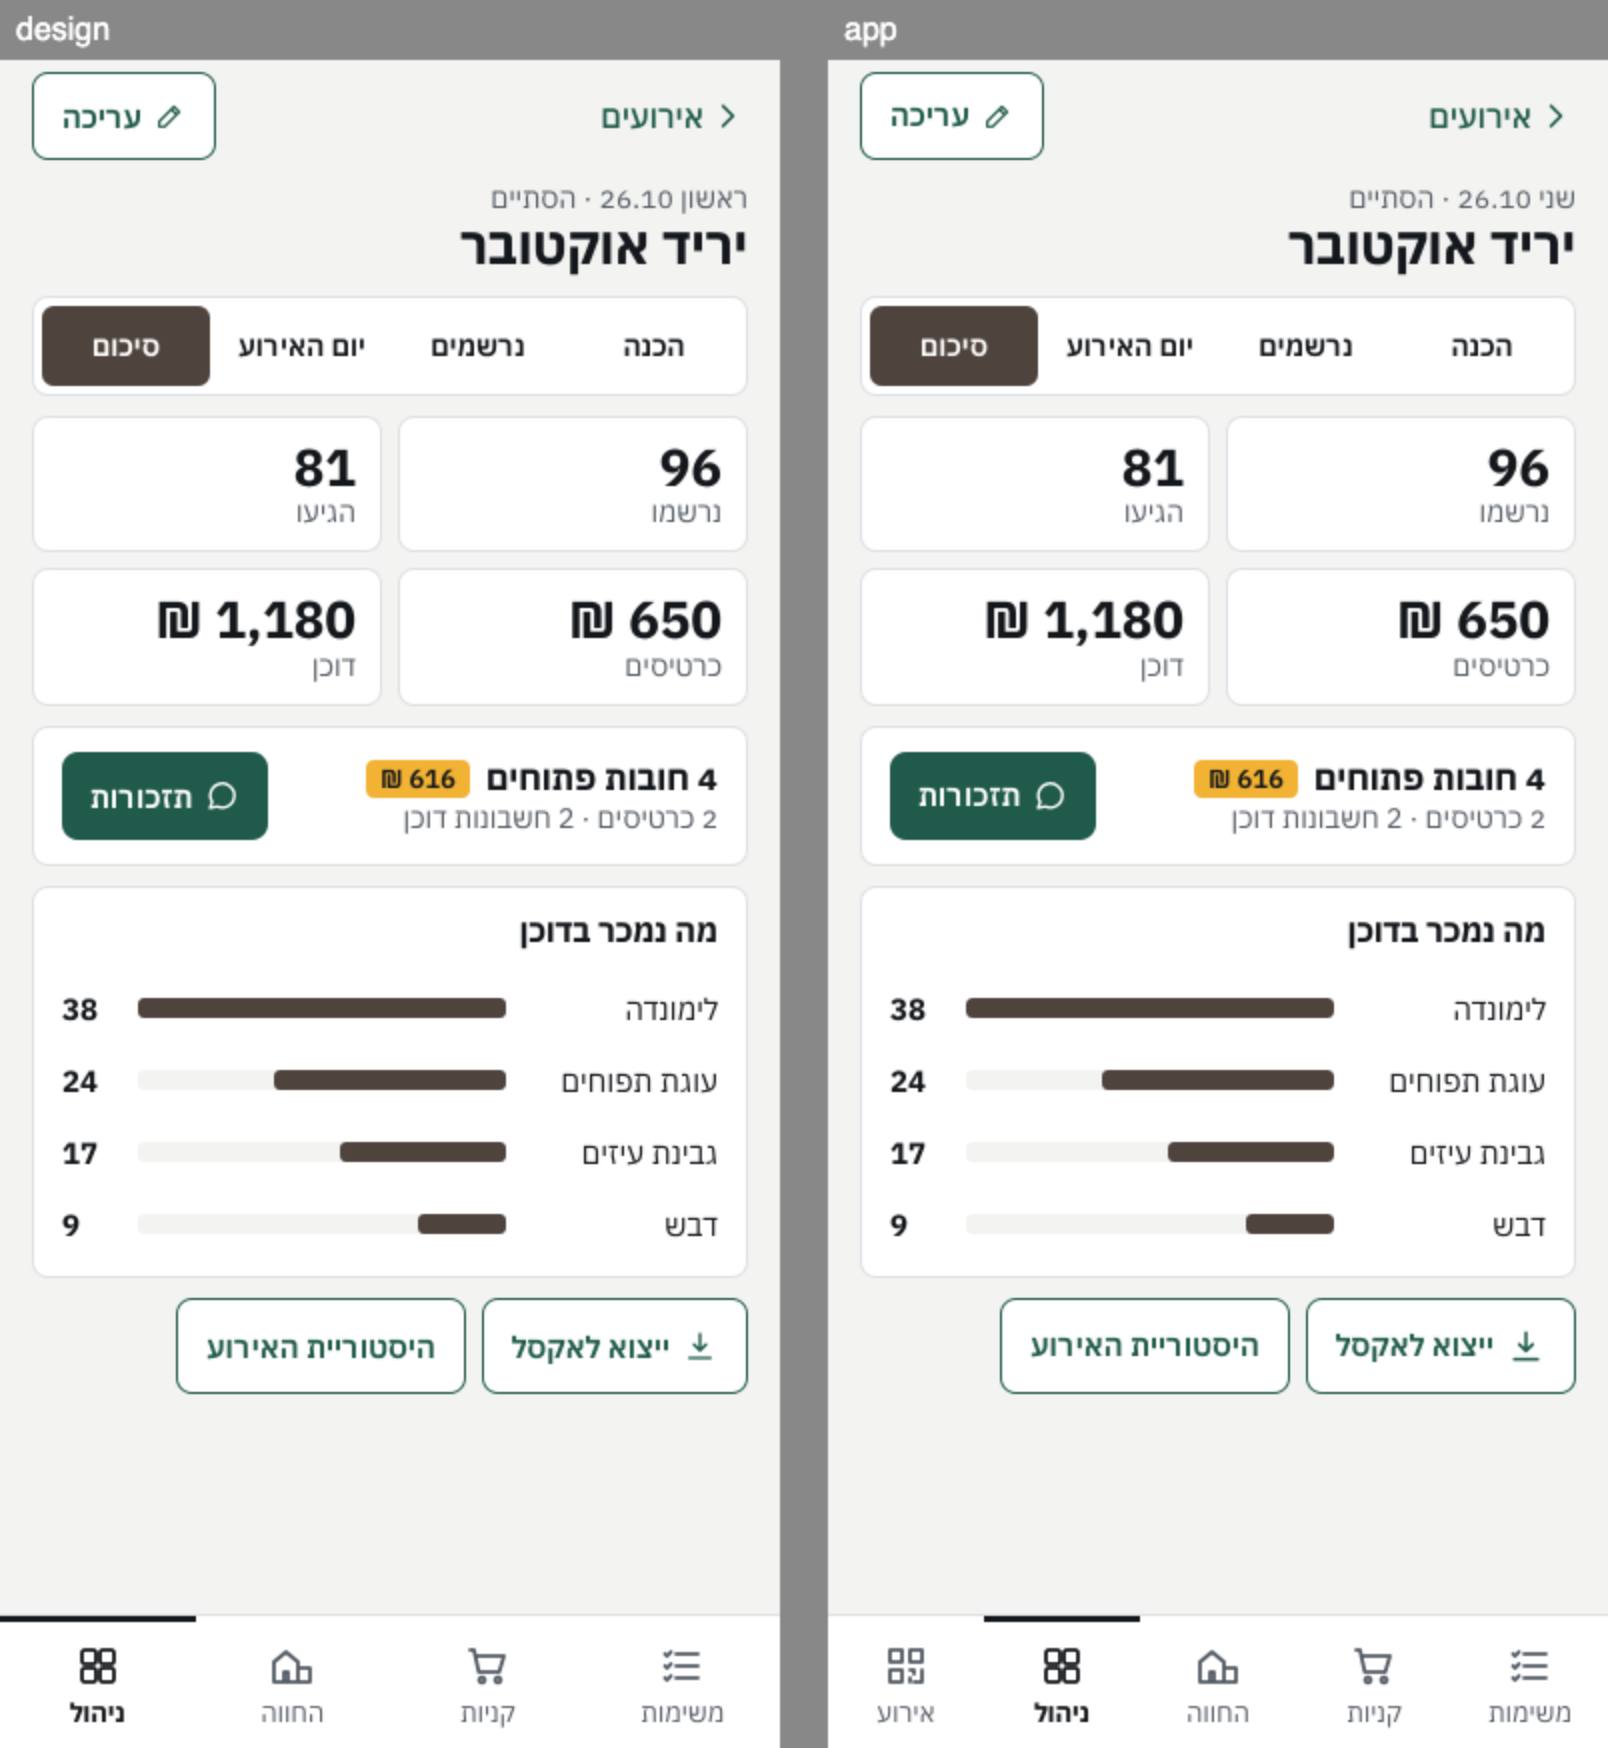 design
אירועים
עריכה
ראשון 26.10 · הסתיים
יריד אוקטובר
הכנה נרשמים יום האירוע סיכום
96 81
נרשמו הגיעו
650 ₪ 1,180 ₪
כרטיסים דוכן
4 חובות פתוחים 616 ₪
2 כרטיסים · 2 חשבונות דוכן
תזכורות
מה נמכר בדוכן
לימונדה 38
עוגת תפוחים 24
גבינת עיזים 17
דבש 9
ייצוא לאקסל היסטוריית האירוע
משימות קניות החווה ניהול
app
אירועים
עריכה
שני 26.10 · הסתיים
יריד אוקטובר
הכנה נרשמים יום האירוע סיכום
96 81
נרשמו הגיעו
650 ₪ 1,180 ₪
כרטיסים דוכן
4 חובות פתוחים 616 ₪
2 כרטיסים · 2 חשבונות דוכן
תזכורות
מה נמכר בדוכן
לימונדה 38
עוגת תפוחים 24
גבינת עיזים 17
דבש 9
ייצוא לאקסל היסטוריית האירוע
משימות קניות החווה ניהול אירוע